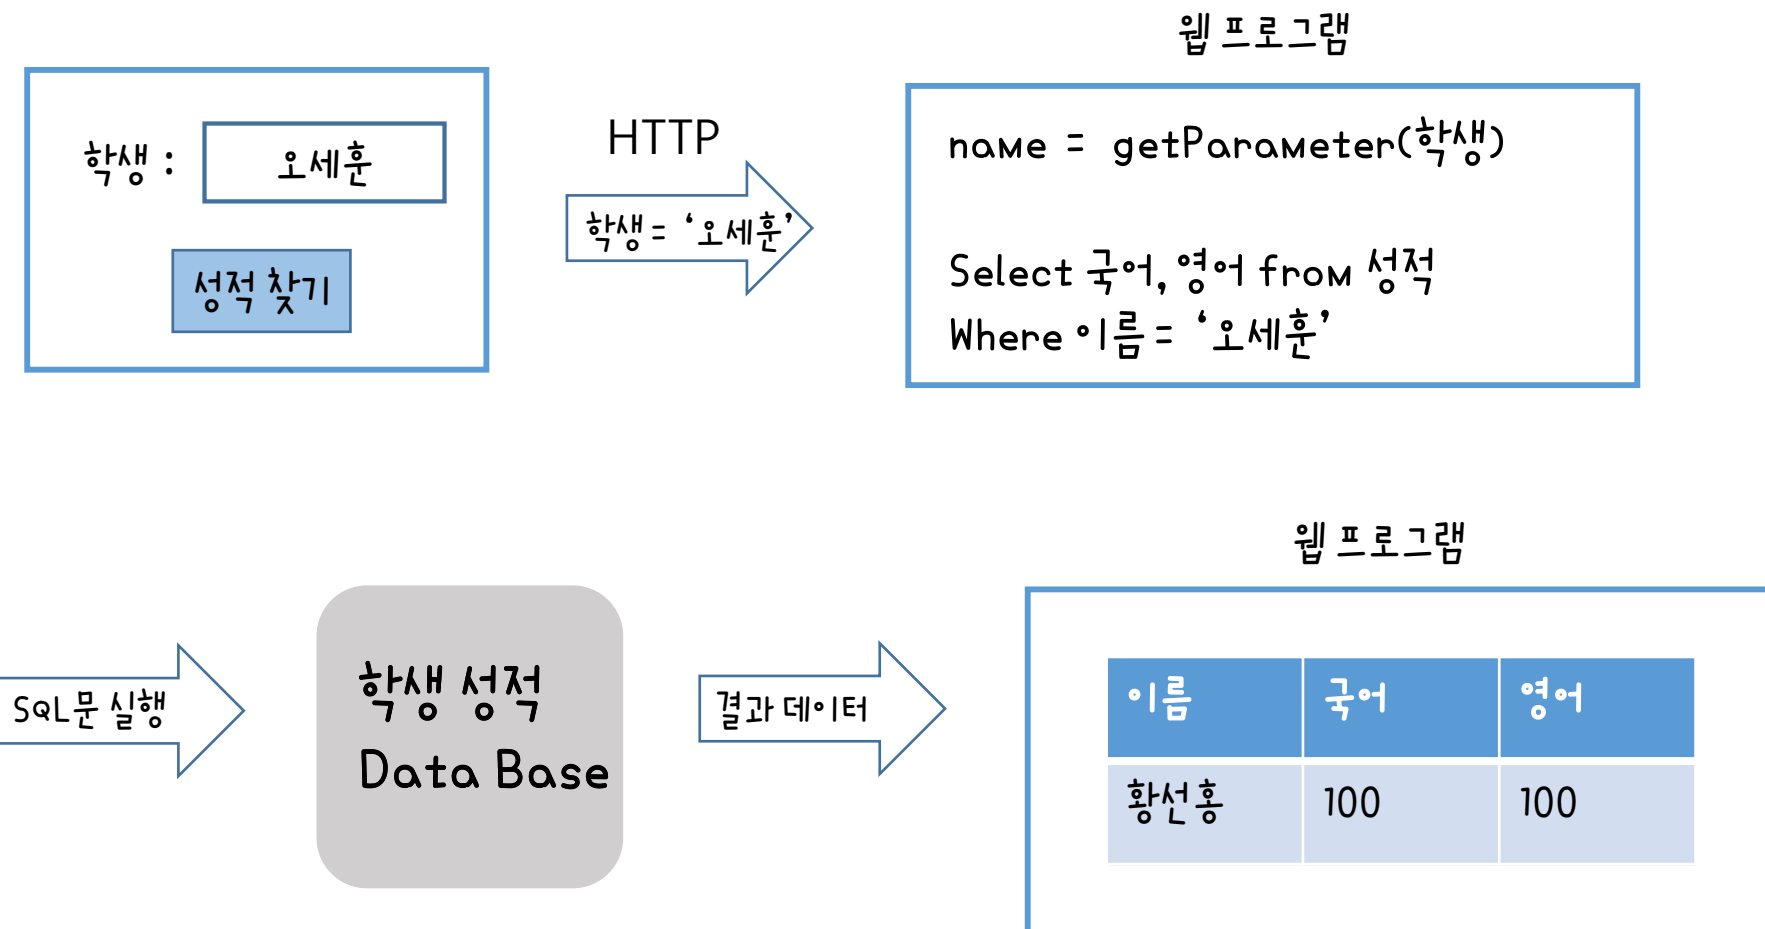 웹 프로그램
학생 : 오세훈
성적 찾기
HTTP
학생 = ‘오세훈’
name = getParameter(학생)
Select 국어, 영어 from 성적
Where 이름 = ‘오세훈’
웹 프로그램
SQL문 실행
학생 성적
Data Base
결과 데이터
이름 국어 영어
황선홍 100 100